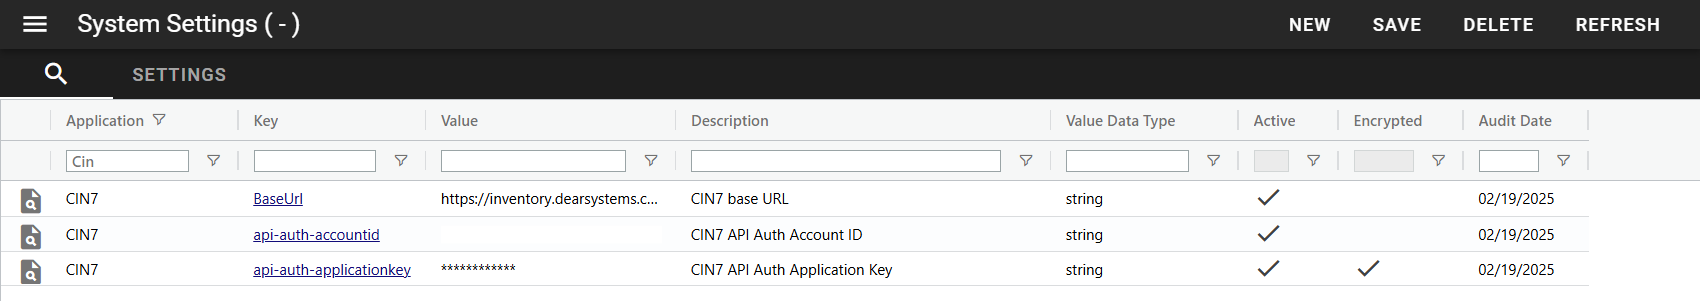 System Settings ( - ) NEW SAVE DELETE REFRESH
SETTINGS
Application Key Value Description Value Data Type Active Encrypted Audit Date
Cin
CIN7 BaseUrl https://inventory.dearsystems.c... CIN7 base URL string 02/19/2025
CIN7 api-auth-accountid CIN7 API Auth Account ID string 02/19/2025
CIN7 api-auth-applicationkey ************ CIN7 API Auth Application Key string 02/19/2025